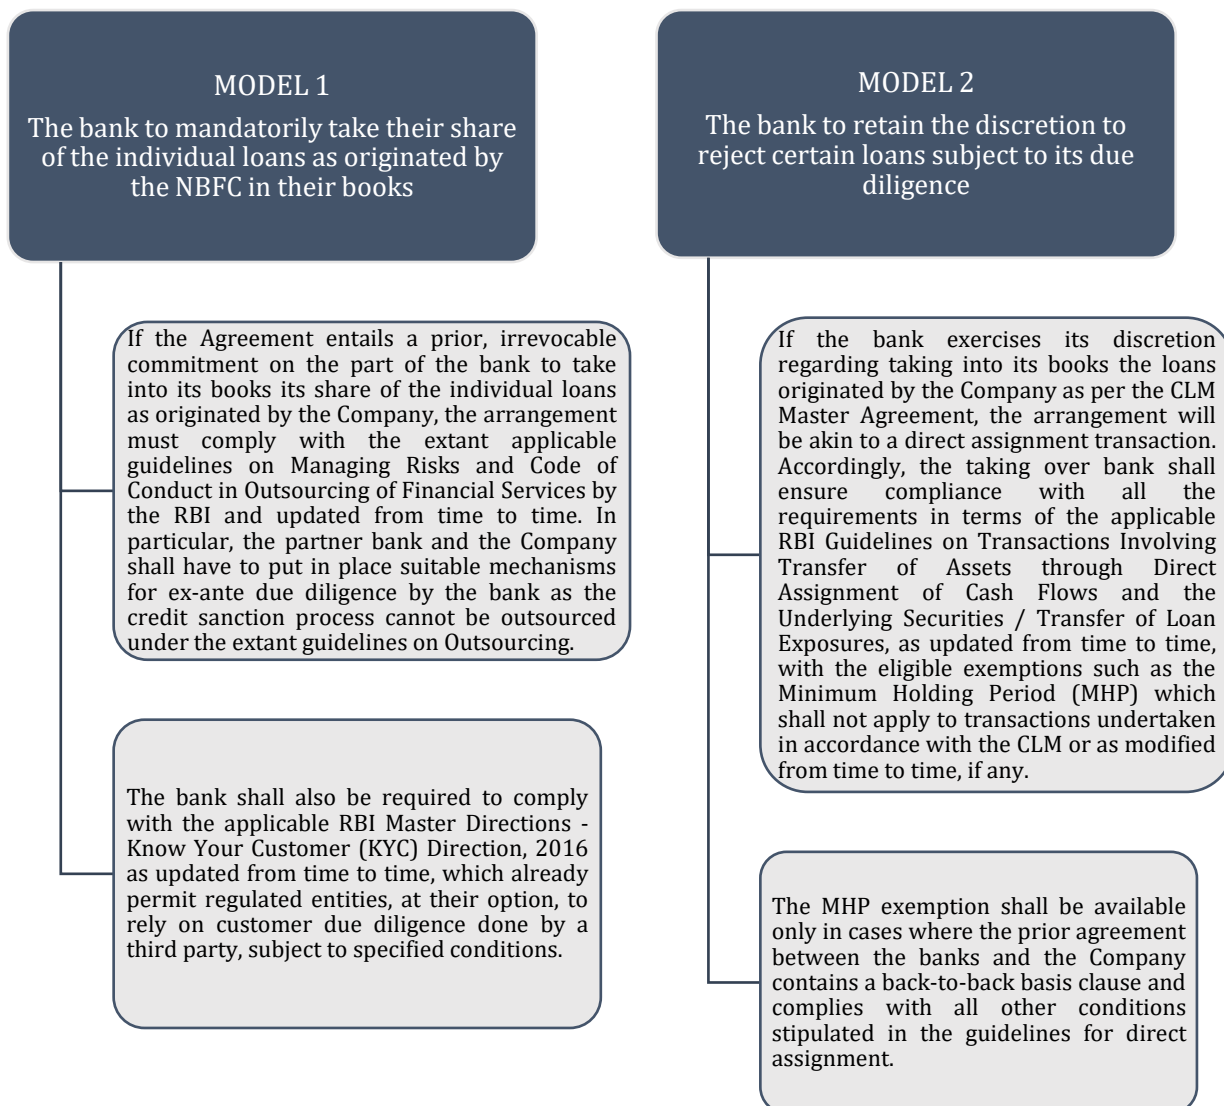 MODEL 1
The bank to mandatorily take their share
of the individual loans as originated by
the NBFC in their books
If the Agreement entails a prior, irrevocable
commitment on the part of the bank to take
into its books its share of the individual loans
as originated by the Company, the arrangement
must comply with the extant applicable
guidelines on Managing Risks and Code of
Conduct in Outsourcing of Financial Services by
the RBI and updated from time to time. In
particular, the partner bank and the Company
shall have to put in place suitable mechanisms
for ex-ante due diligence by the bank as the
credit sanction process cannot be outsourced
under the extant guidelines on Outsourcing.
The bank shall also be required to comply
with the applicable RBI Master Directions -
Know Your Customer (KYC) Direction, 2016
as updated from time to time, which already
permit regulated entities, at their option, to
rely on customer due diligence done by a
third party, subject to specified conditions.
MODEL 2
The bank to retain the discretion to
reject certain loans subject to its due
diligence
If the bank exercises its discretion
regarding taking into its books the loans
originated by the Company as per the CLM
Master Agreement, the arrangement will
be akin to a direct assignment transaction.
Accordingly, the taking over bank shall
ensure compliance with all the
requirements in terms of the applicable
RBI Guidelines on Transactions Involving
Transfer of Assets through Direct
Assignment of Cash Flows and the
Underlying Securities / Transfer of Loan
Exposures, as updated from time to time,
with the eligible exemptions such as the
Minimum Holding Period (MHP) which
shall not apply to transactions undertaken
in accordance with the CLM or as modified
from time to time, if any.
The MHP exemption shall be available
only in cases where the prior agreement
between the banks and the Company
contains a back-to-back basis clause and
complies with all other conditions
stipulated in the guidelines for direct
assignment.